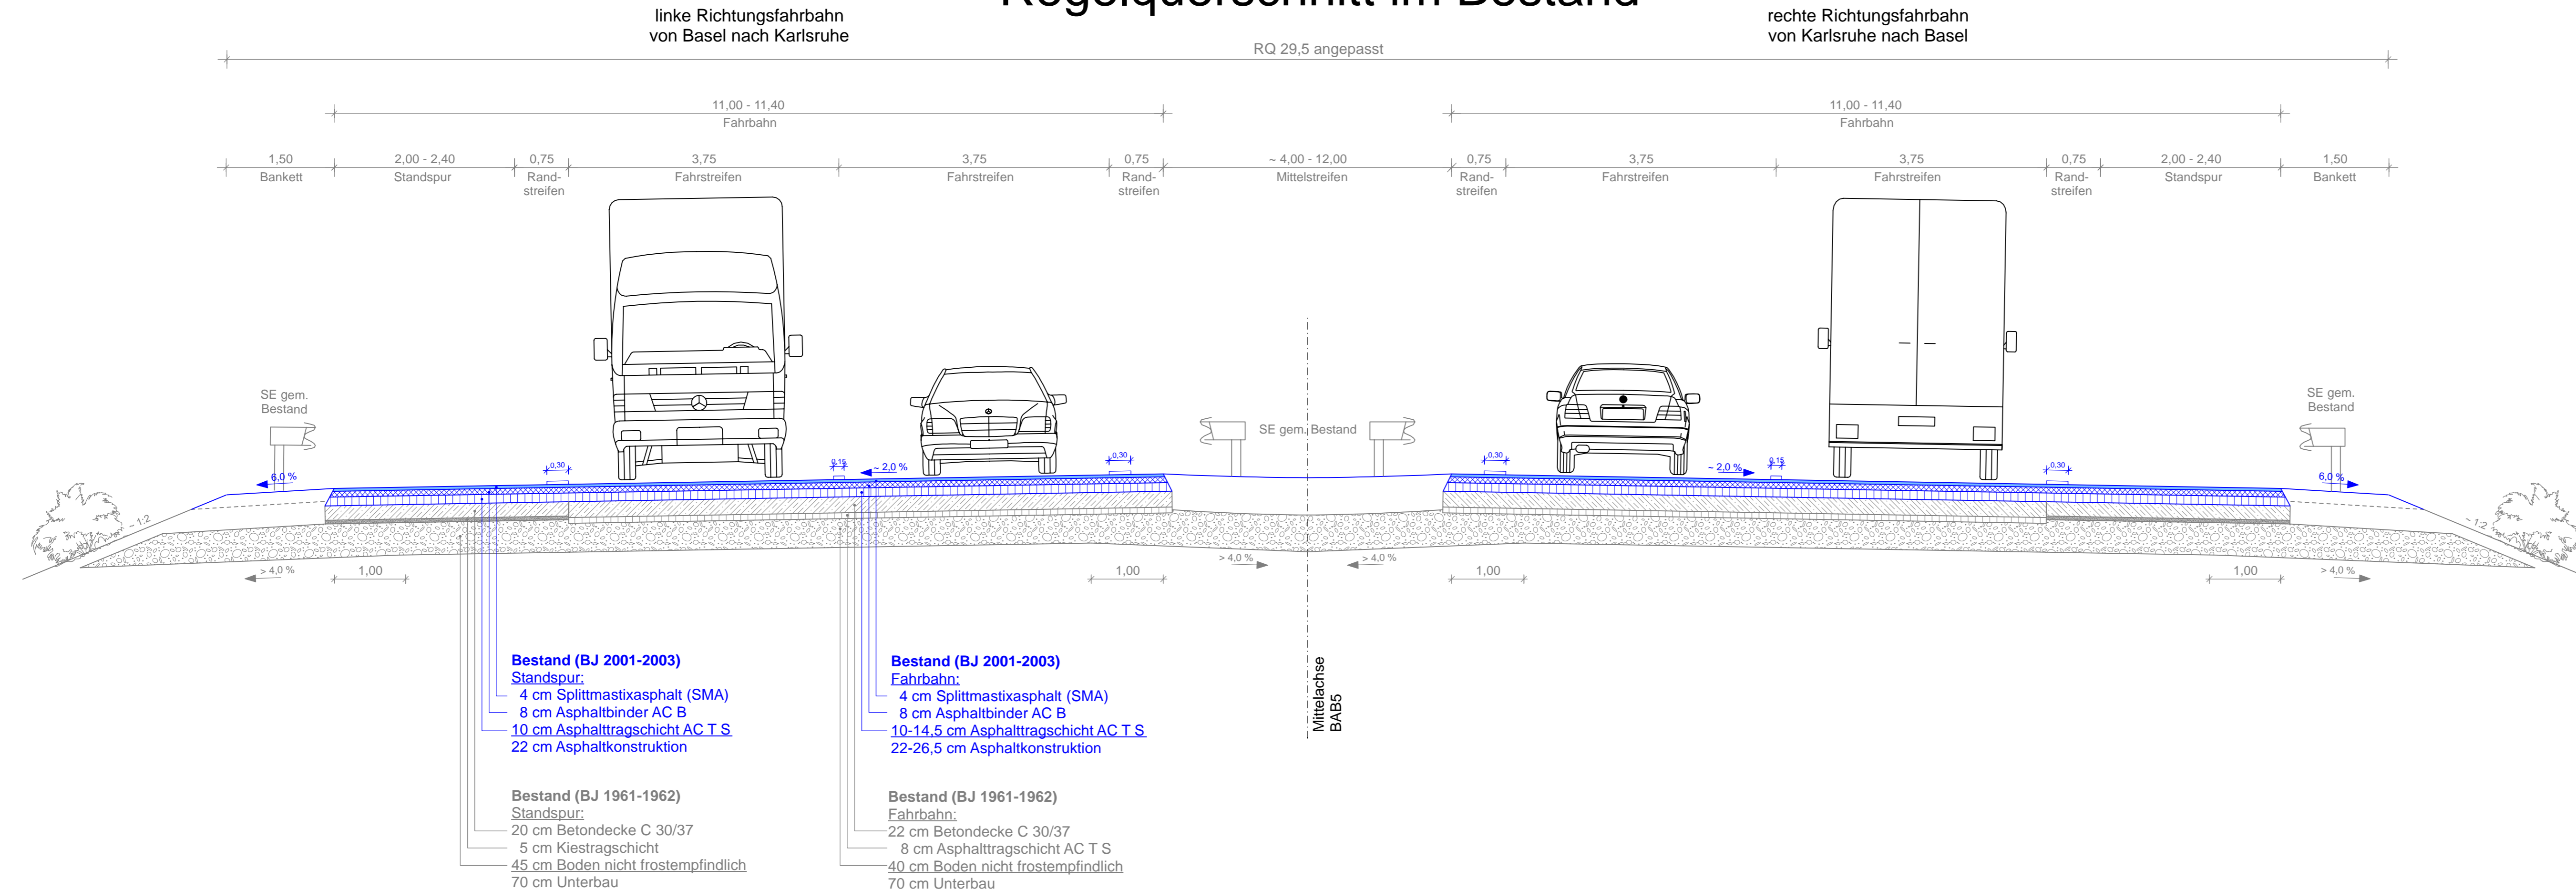 Regelquerschnitt im Bestand
linke Richtungsfahrbahn
von Basel nach Karlsruhe
rechte Richtungsfahrbahn
von Karlsruhe nach Basel
RQ 29,5 angepasst
11,00 - 11,40
Fahrbahn
11,00 - 11,40
Fahrbahn
1,50
Bankett
2,00 - 2,40
Standspur
0,75
Rand-
streifen
3,75
Fahrstreifen
3,75
Fahrstreifen
0,75
Rand-
streifen
~ 4,00 - 12,00
Mittelstreifen
0,75
Rand-
streifen
3,75
Fahrstreifen
3,75
Fahrstreifen
0,75
Rand-
streifen
2,00 - 2,40
Standspur
1,50
Bankett
SE gem.
Bestand
SE gem. Bestand
SE gem.
Bestand
6,0 %
0,30
0,15
~ 2,0 %
0,30
0,30
~ 2,0 %
0,15
0,30
6,0 %
~ 1:2
~ 1:2
> 4,0 %
1,00
1,00
> 4,0 %
> 4,0 %
1,00
1,00
> 4,0 %
Bestand (BJ 2001-2003)
Standspur:
4 cm Splittmastixasphalt (SMA)
8 cm Asphaltbinder AC B
10 cm Asphalttragschicht AC T S
22 cm Asphaltkonstruktion
Bestand (BJ 2001-2003)
Fahrbahn:
4 cm Splittmastixasphalt (SMA)
8 cm Asphaltbinder AC B
10-14,5 cm Asphalttragschicht AC T S
22-26,5 cm Asphaltkonstruktion
Mittelachse
BAB5
Bestand (BJ 1961-1962)
Standspur:
20 cm Betondecke C 30/37
5 cm Kiestragschicht
45 cm Boden nicht frostempfindlich
70 cm Unterbau
Bestand (BJ 1961-1962)
Fahrbahn:
22 cm Betondecke C 30/37
8 cm Asphalttragschicht AC T S
40 cm Boden nicht frostempfindlich
70 cm Unterbau